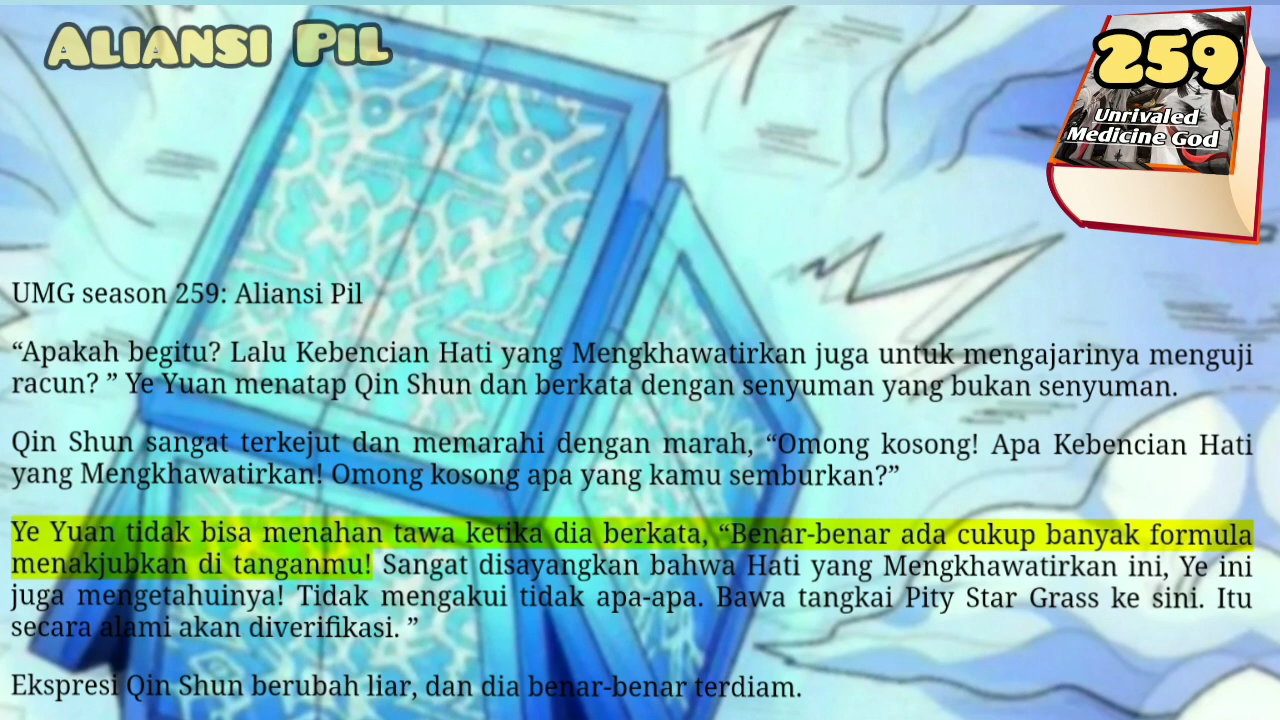 Aliansi Pil
259
Unrivaled
Medicine God
UMG season 259: Aliansi Pil
“Apakah begitu? Lalu Kebencian Hati yang Mengkhawatirkan juga untuk mengajarinya menguji
racun? ” Ye Yuan menatap Qin Shun dan berkata dengan senyuman yang bukan senyuman.
Qin Shun sangat terkejut dan memarahi dengan marah, “Omong kosong! Apa Kebencian Hati
yang Mengkhawatirkan! Omong kosong apa yang kamu semburkan?”
Ye Yuan tidak bisa menahan tawa ketika dia berkata, “Benar-benar ada cukup banyak formula
menakjubkan di tanganmu! Sangat disayangkan bahwa Hati yang Mengkhawatirkan ini, Ye ini
juga mengetahuinya! Tidak mengakui tidak apa-apa. Bawa tangkai Pity Star Grass ke sini. Itu
secara alami akan diverifikasi. ”
Ekspresi Qin Shun berubah liar, dan dia benar-benar terdiam.